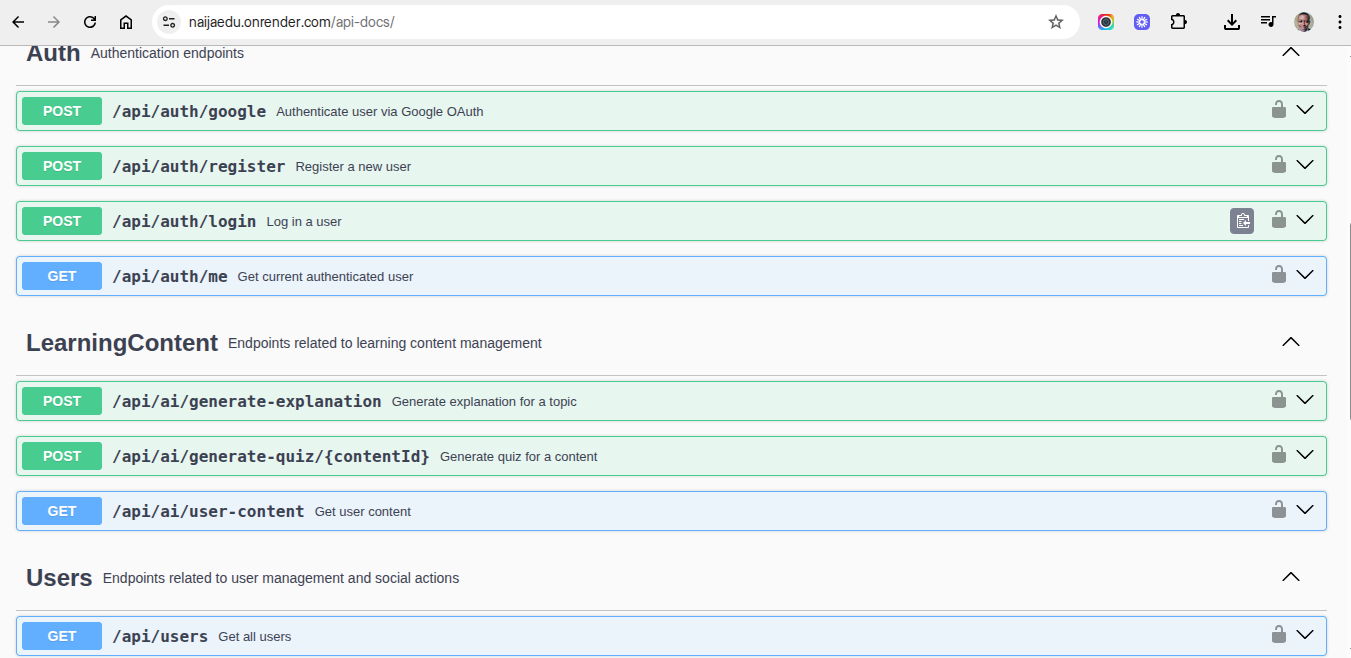 naijaedu.onrender.com/api-docs/
Auth Authentication endpoints
POST /api/auth/google Authenticate user via Google OAuth
POST /api/auth/register Register a new user
POST /api/auth/login Log in a user
GET /api/auth/me Get current authenticated user
LearningContent Endpoints related to learning content management
POST /api/ai/generate-explanation Generate explanation for a topic
POST /api/ai/generate-quiz/{contentId} Generate quiz for a content
GET /api/ai/user-content Get user content
Users Endpoints related to user management and social actions
GET /api/users Get all users